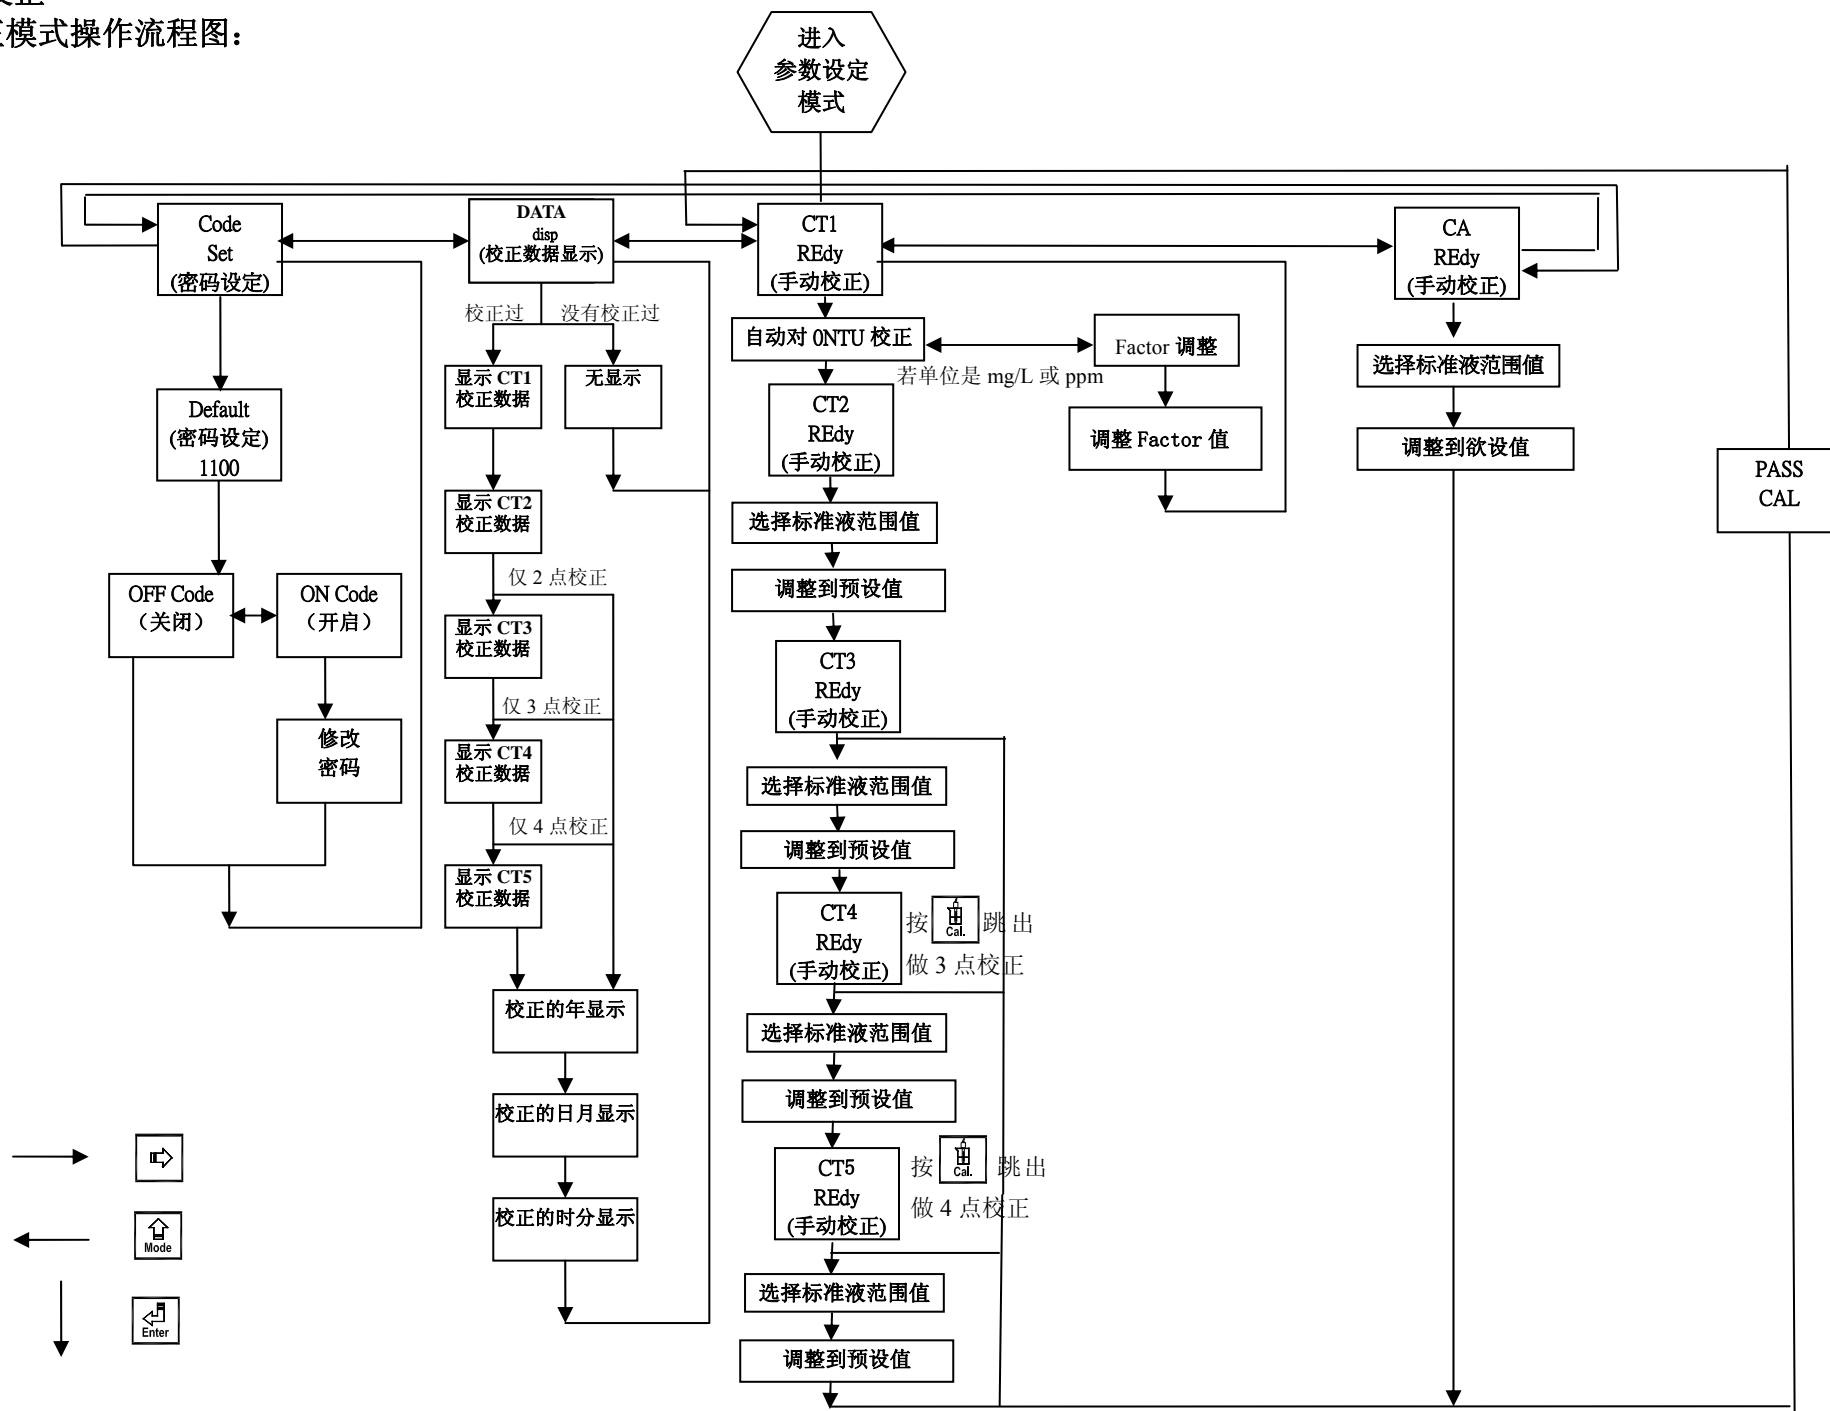 正模式操作流程图：
进入
参数设定
模式
Code
Set
(密码设定)
DATA
disp
(校正数据显示)
CT1
REdy
(手动校正)
CA
REdy
(手动校正)
校正过
没有校正过
自动对 0NTU 校正
Factor 调整
若单位是 mg/L 或 ppm
选择标准液范围值
显示 CT1
校正数据
无显示
Default
(密码设定)
1100
CT2
REdy
(手动校正)
调整 Factor 值
调整到欲设值
PASS
CAL
显示 CT2
校正数据
选择标准液范围值
仅 2 点校正
调整到预设值
OFF Code
（关闭）
ON Code
（开启）
显示 CT3
校正数据
CT3
REdy
(手动校正)
仅 3 点校正
修改
密码
显示 CT4
校正数据
选择标准液范围值
仅 4 点校正
调整到预设值
显示 CT5
校正数据
CT4
REdy
(手动校正)
按 Cal. 跳出
做 3 点校正
校正的年显示
选择标准液范围值
校正的日月显示
调整到预设值
CT5
REdy
(手动校正)
按 Cal. 跳出
做 4 点校正
校正的时分显示
Mode
选择标准液范围值
Enter
调整到预设值